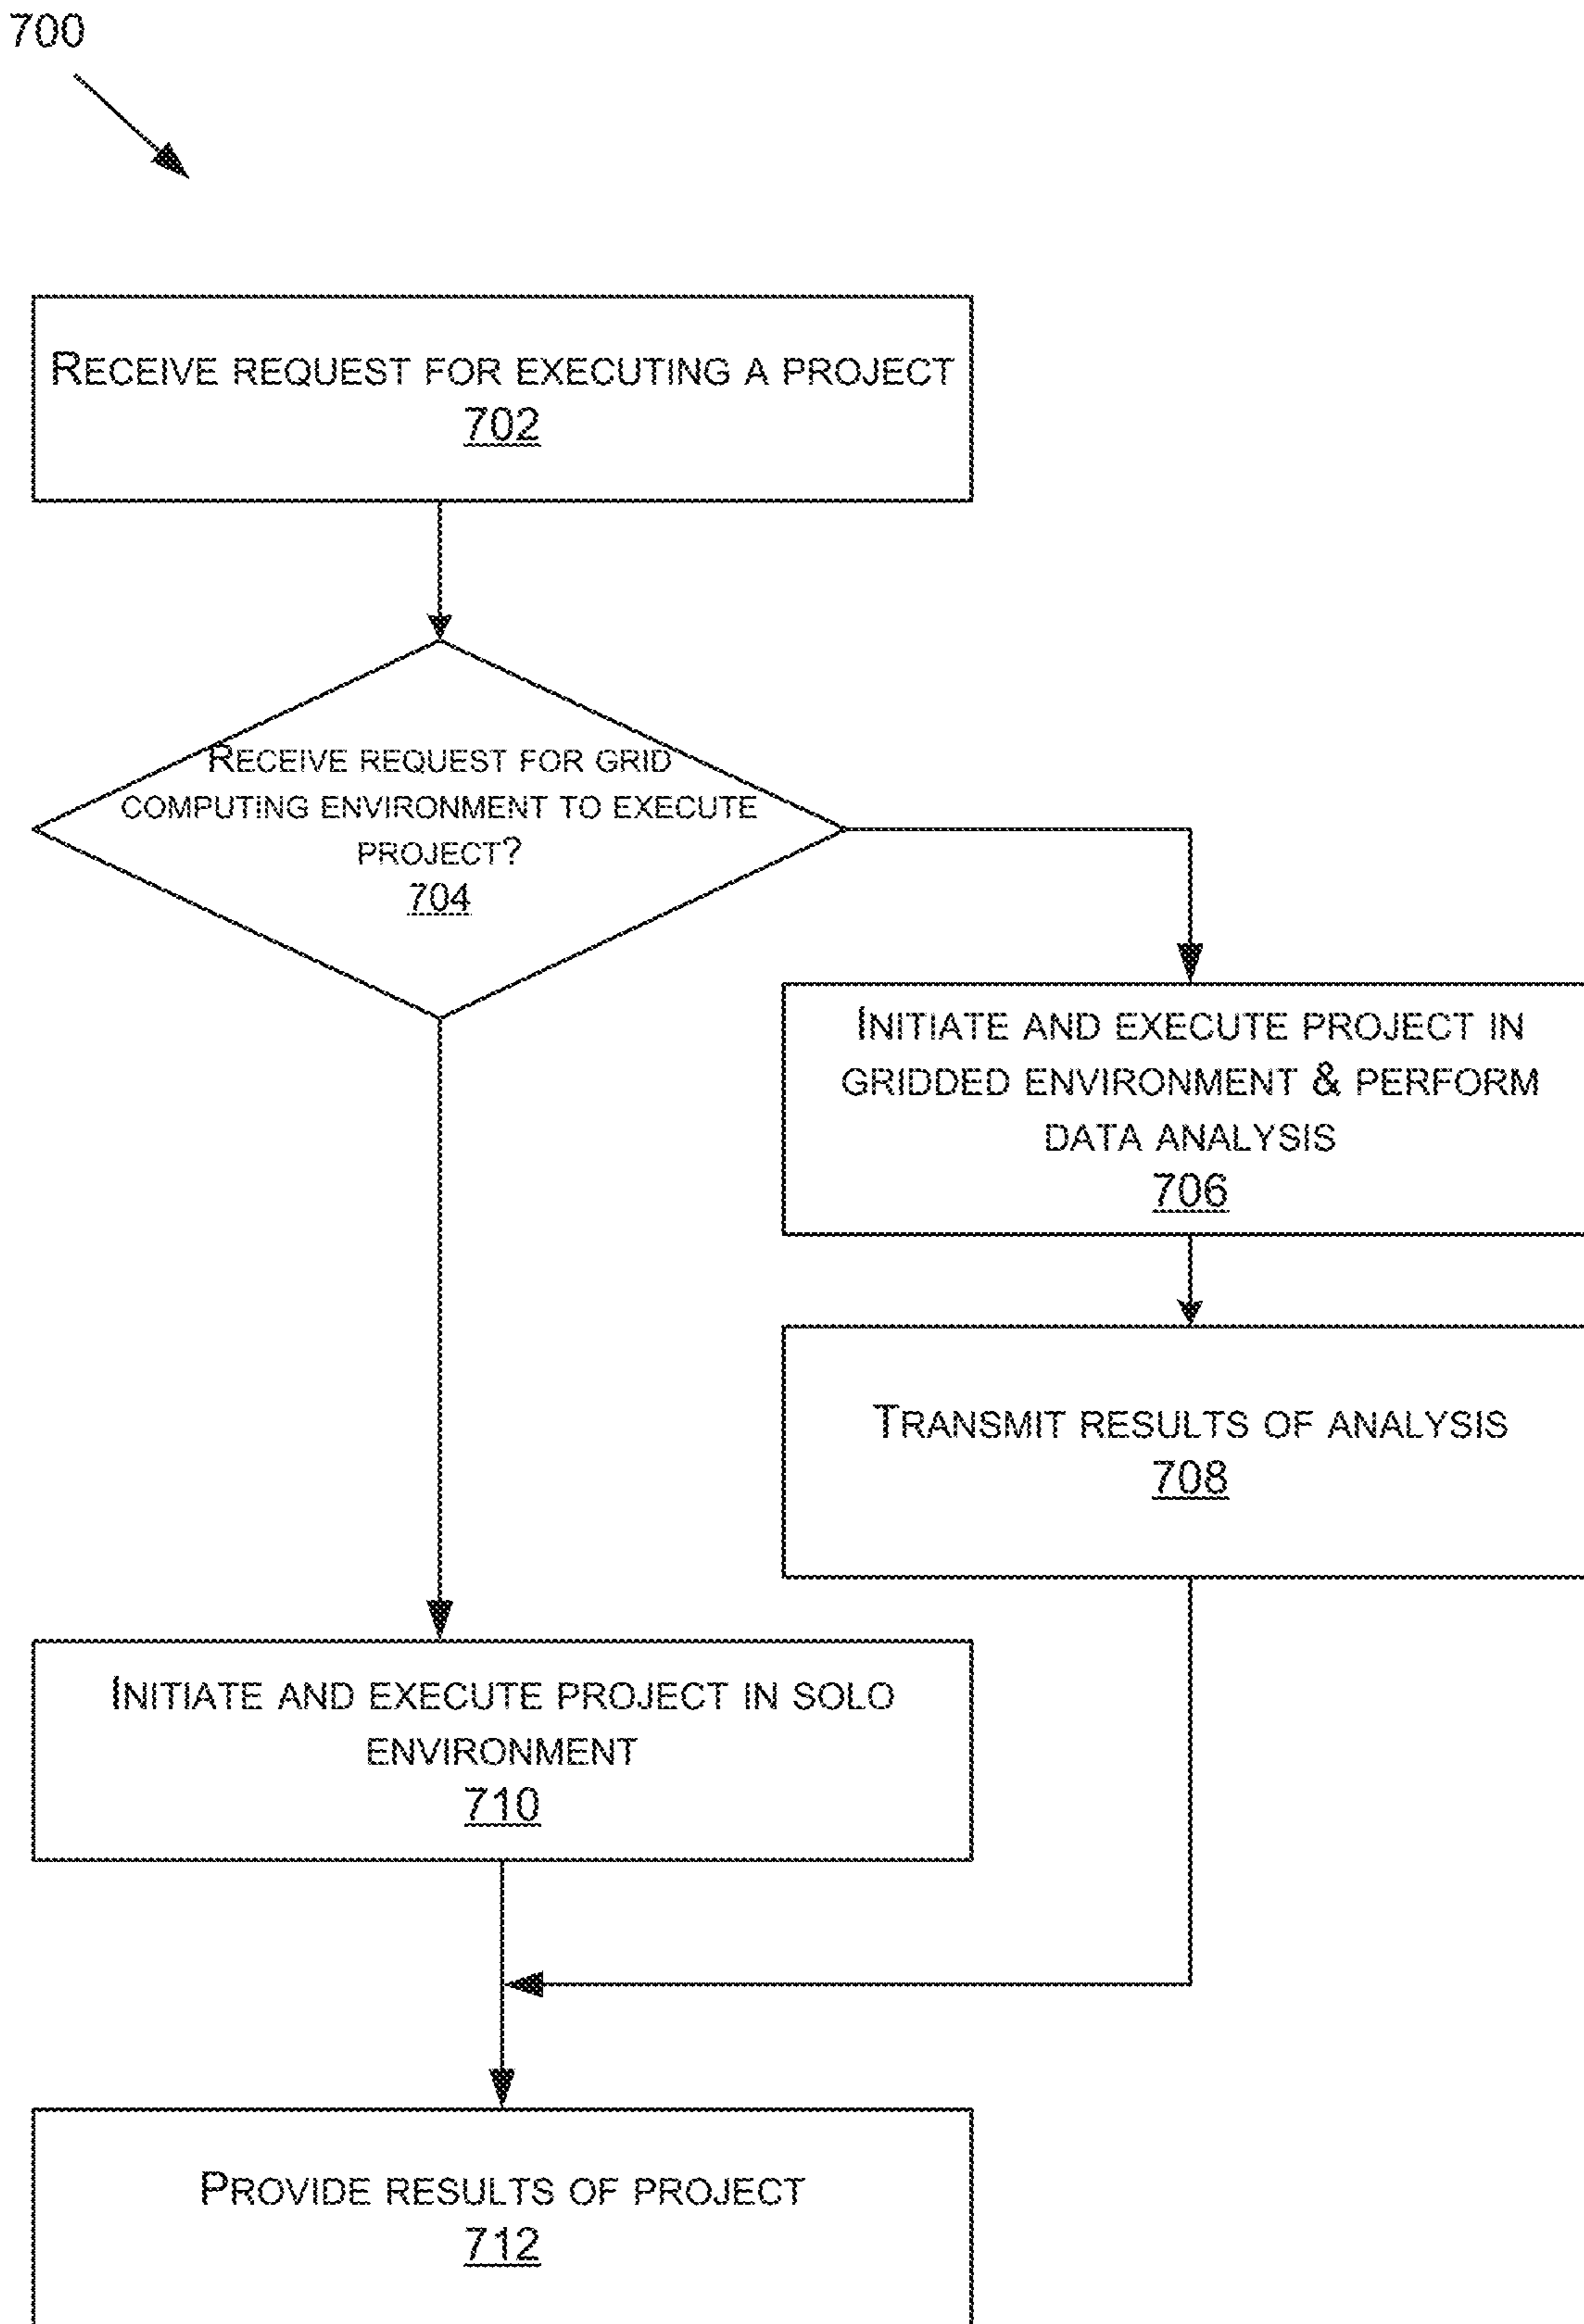 700
RECEIVE REQUEST FOR EXECUTING A PROJECT
702
RECEIVE REQUEST FOR GRID
COMPUTING ENVIRONMENT TO EXECUTE
PROJECT?
704
INITIATE AND EXECUTE PROJECT IN
GRIDDED ENVIRONMENT & PERFORM
DATA ANALYSIS
706
TRANSMIT RESULTS OF ANALYSIS
708
INITIATE AND EXECUTE PROJECT IN SOLO
ENVIRONMENT
710
PROVIDE RESULTS OF PROJECT
712